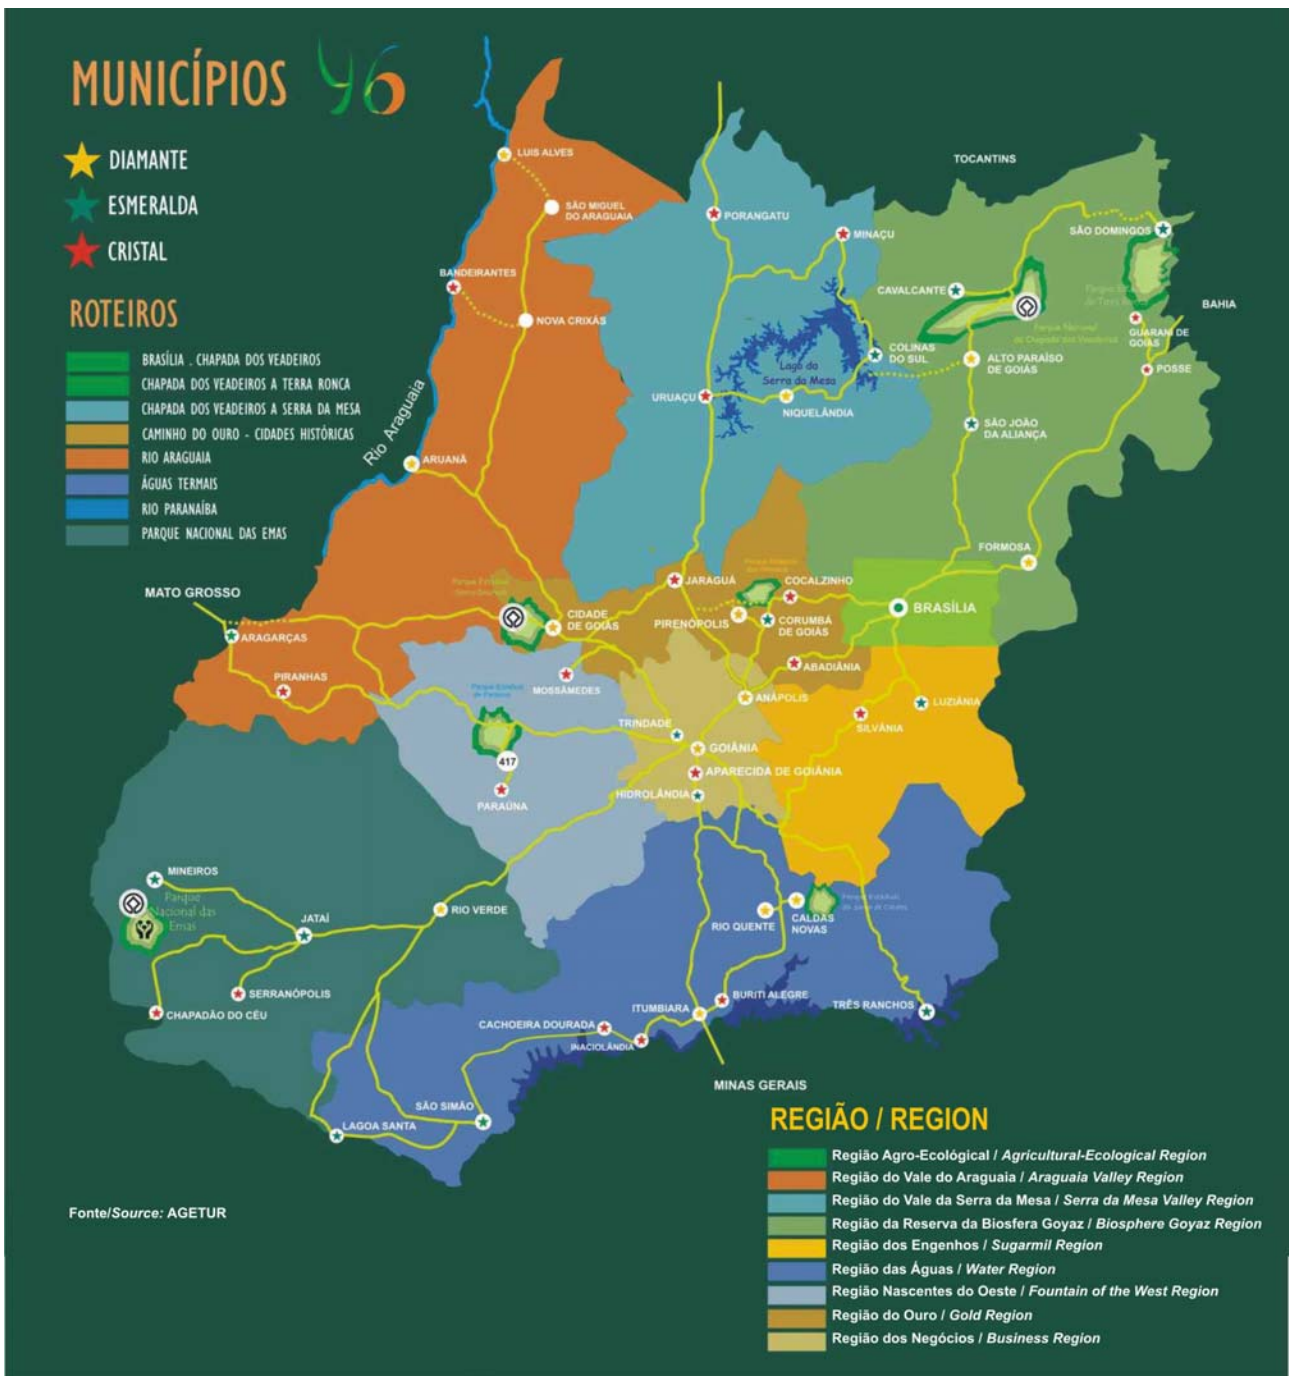 MUNICÍPIOS
DIAMANTE
ESMERALDA
CRISTAL
ROTEIROS
BRASÍLIA . CHAPADA DOS VEADEIROS
CHAPADA DOS VEADEIROS A TERRA RONCA
CHAPADA DOS VEADEIROS A SERRA DA MESA
CAMINHO DO OURO - CIDADES HISTÓRICAS
RIO ARAGUAIA
ÁGUAS TERMAIS
RIO PARANAÍBA
PARQUE NACIONAL DAS EMAS
LUIS ALVES
SÃO MIGUEL
DO ARAGUAIA
BANDEIRANTES
NOVA CRIXÁS
Rio Araguaia
ARUANÃ
TOCANTINS
PORANGATU
MINAÇU
SÃO DOMINGOS
CAVALCANTE
BAHIA
Parque Nacional
da Chapada dos Veadeiros
GUARANI DE
GOIÁS
COLINAS
DO SUL
ALTO PARAÍSO
DE GOIÁS
POSSE
Lago da
Serra da Mesa
URUAÇU
NIQUELÂNDIA
SÃO JOÃO
DA ALIANÇA
FORMOSA
MATO GROSSO
JARAGUÁ
COCALZINHO
BRASÍLIA
CIDADE
DE GOIÁS
PIRENÓPOLIS
CORUMBÁ
DE GOIÁS
ARAGARÇAS
ABADIÂNIA
PIRANHAS
MOSSÂMEDES
ANÁPOLIS
LUZIÂNIA
SILVÂNIA
TRINDADE
GOIÂNIA
417
APARECIDA DE GOIÂNIA
PARAÚNA
HIDROLÂNDIA
MINEIROS
Parque
Nacional das
Emas
JATAÍ
RIO VERDE
RIO QUENTE
CALDAS
NOVAS
SERRANÓPOLIS
CHAPADÃO DO CÉU
BURITI ALEGRE
ITUMBIARA
TRÊS RANCHOS
CACHOEIRA DOURADA
INACIOLÂNDIA
MINAS GERAIS
SÃO SIMÃO
LAGOA SANTA
REGIÃO / REGION
Região Agro-Ecológical / Agricultural-Ecological Region
Região do Vale do Araguaia / Araguaia Valley Region
Região do Vale da Serra da Mesa / Serra da Mesa Valley Region
Região da Reserva da Biosfera Goyaz / Biosphere Goyaz Region
Região dos Engenhos / Sugarmil Region
Região das Águas / Water Region
Região Nascentes do Oeste / Fountain of the West Region
Região do Ouro / Gold Region
Região dos Negócios / Business Region
Fonte/Source: AGETUR